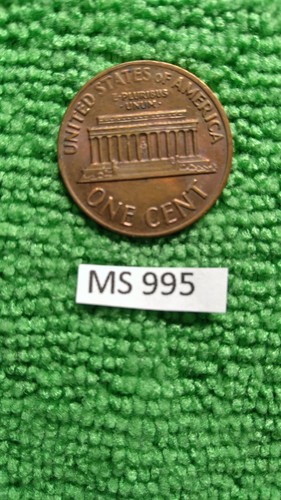 UNITED STATES OF AMERICA
E·PLURIBUS
·UNUM·
ONE CENT
MS 995